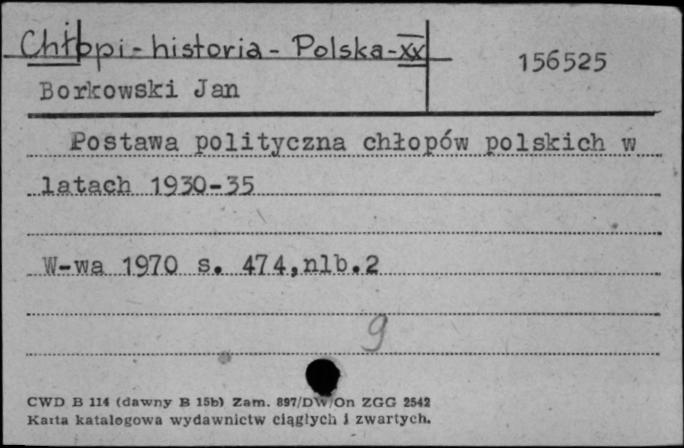 Chłopi - historia - Polska - XX
156525
Borkowski Jan
Postawa polityczna chłopów polskich w
latach 1930-35
W-wa 1970 s. 474,nlb.2
9
CWD B 114 (dawny B 15b) Zam. 897/DW/On ZGG 2542
Karta katalogowa wydawnictw ciągłych i zwartych.